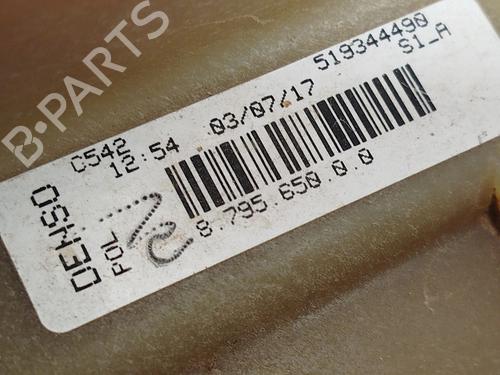 B-PARTS
DENSO
POL
C542
12:54
03/07/17
519344490
S1_A
8.795.650.0.0